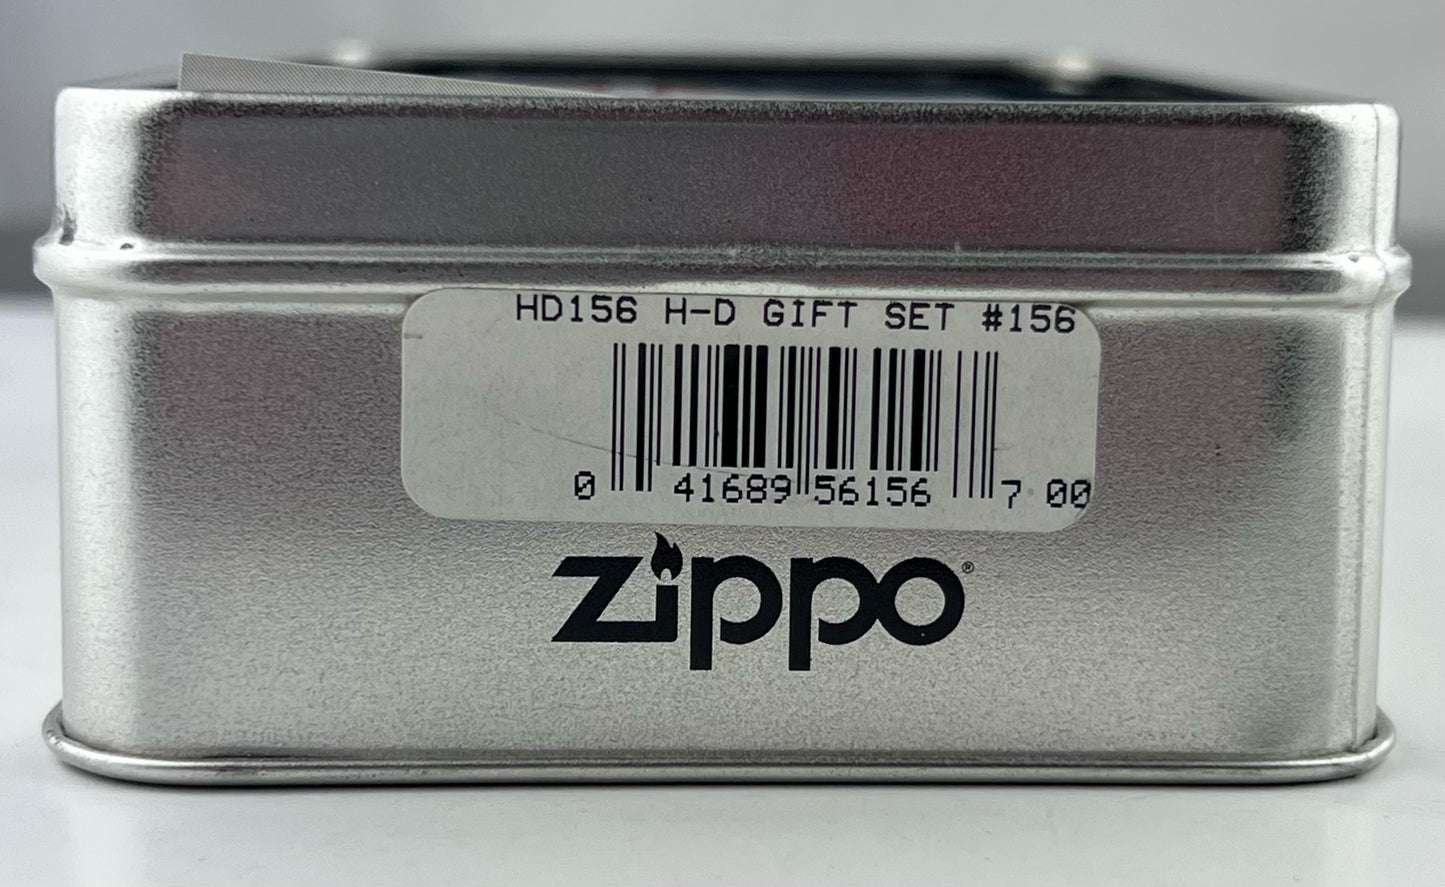 HD156 H-D GIFT SET #156
0 41689 56156 7 00
zippo®